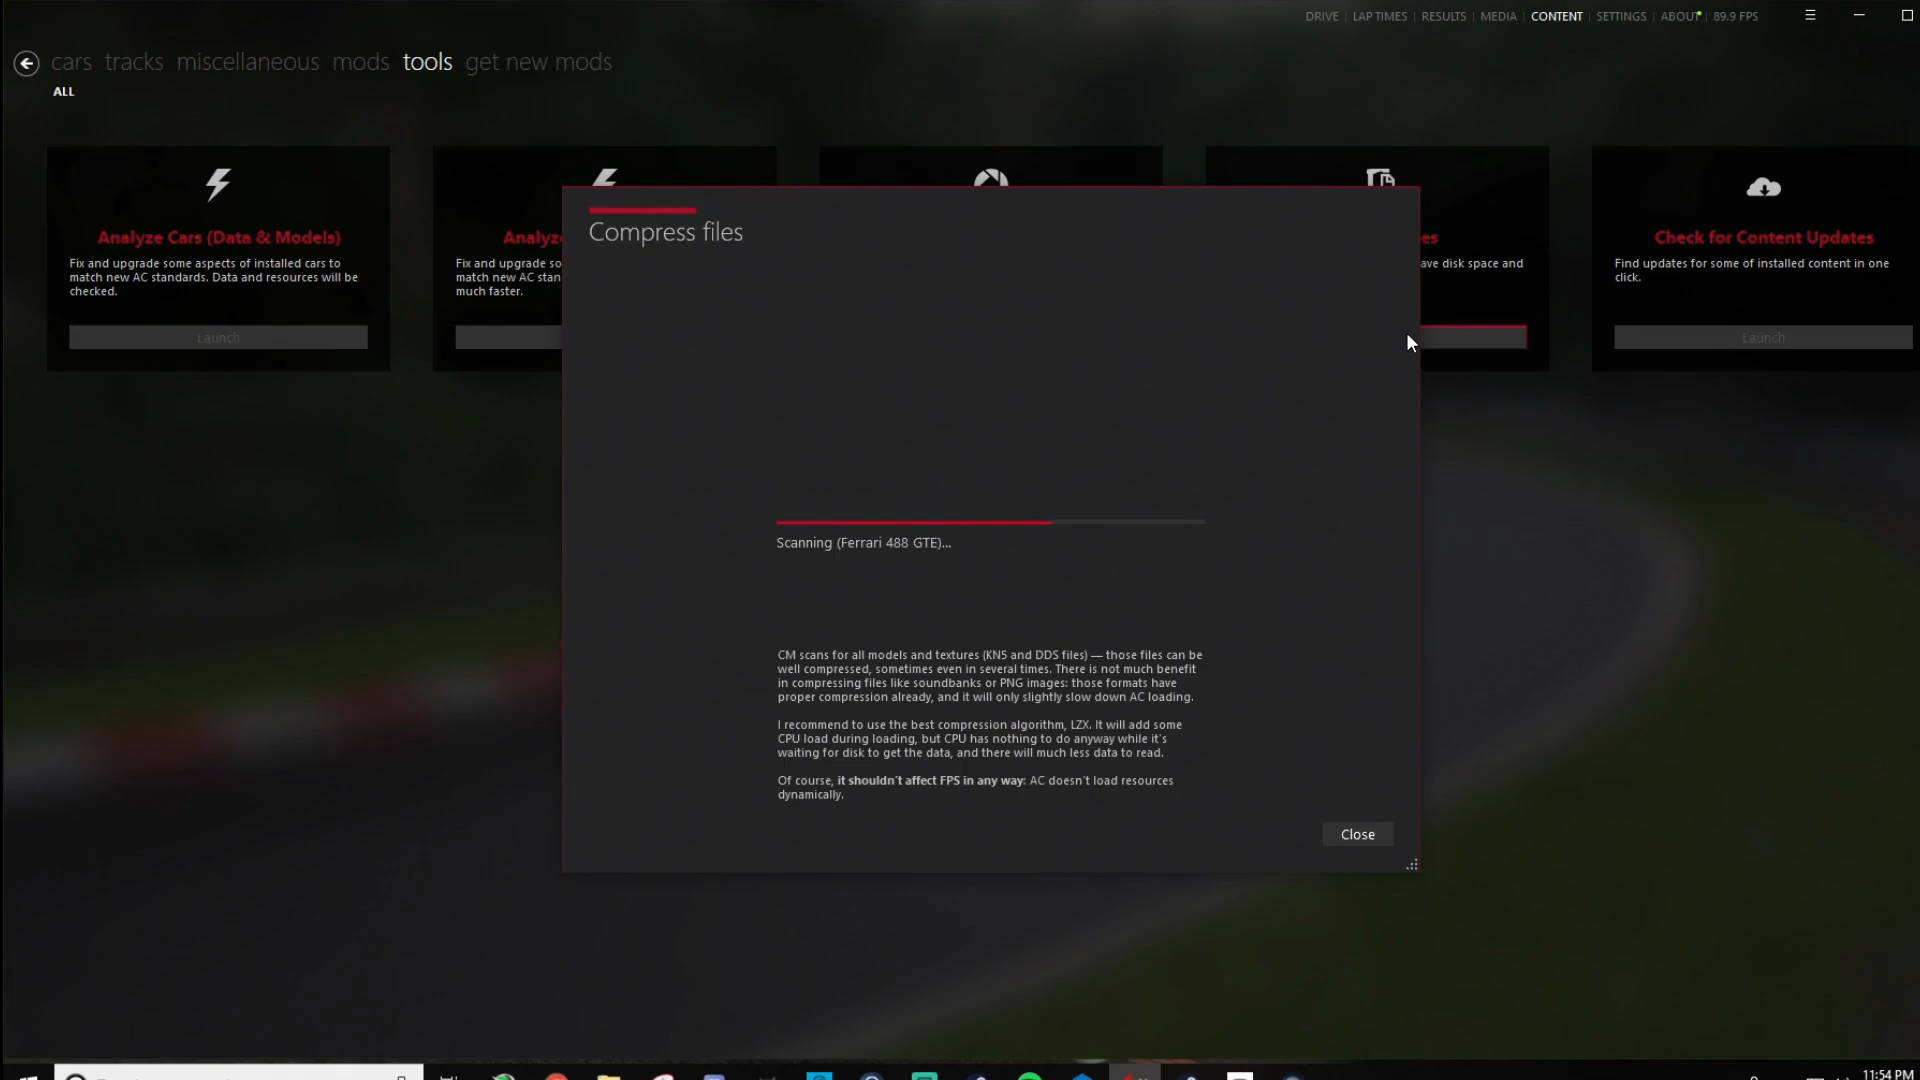 DRIVE | LAP TIMES | RESULTS | MEDIA | CONTENT | SETTINGS | ABOUT | 89.9 FPS
cars tracks miscellaneous mods tools get new mods
ALL
Analyze Cars (Data & Models)
Fix and upgrade some aspects of installed cars to
match new AC standards. Data and resources will be
checked.
Launch
Fix and upgrade
match new AC
much faster.
Compress files
Scanning (Ferrari 488 GTE)...
CM scans for all models and textures (KN5 and DDS files) — those files can be
well compressed, sometimes even in several times. There is not much benefit
in compressing files like soundbanks or PNG images: those formats have
proper compression already, and it will only slightly slow down AC loading.
I recommend to use the best compression algorithm, LZX. It will add some
CPU load during loading, but CPU has nothing to do anyway while it's
waiting for disk to get the data, and there will much less data to read.
Of course, it shouldn't affect FPS in any way: AC doesn't load resources
dynamically.
Close
disk space and
Check for Content Updates
Find updates for some of installed content in one
click.
Launch
11:54 PM